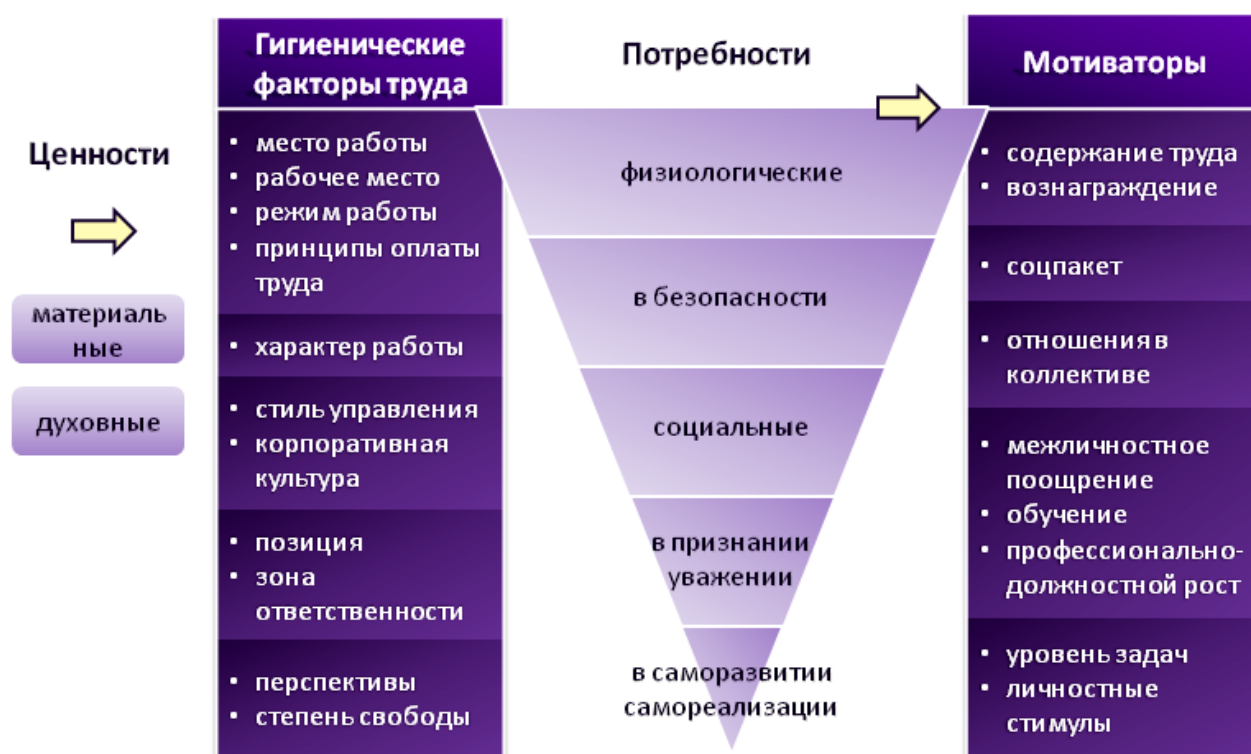 Ценности
материаль
ные
духовные
Гигиенические
факторы труда
• место работы
• рабочее место
• режим работы
• принципы оплаты
труда
• характер работы
• стиль управления
• корпоративная
культура
• позиция
• зона
ответственности
• перспективы
• степень свободы
Потребности
физиологические
в безопасности
социальные
в признании
уважении
в саморазвитии
самореализации
Мотиваторы
• содержание труда
• вознаграждение
• соцпакет
• отношения в
коллективе
• межличностное
поощрение
• обучение
• профессионально-
должностной рост
• уровень задач
• личностные
стимулы